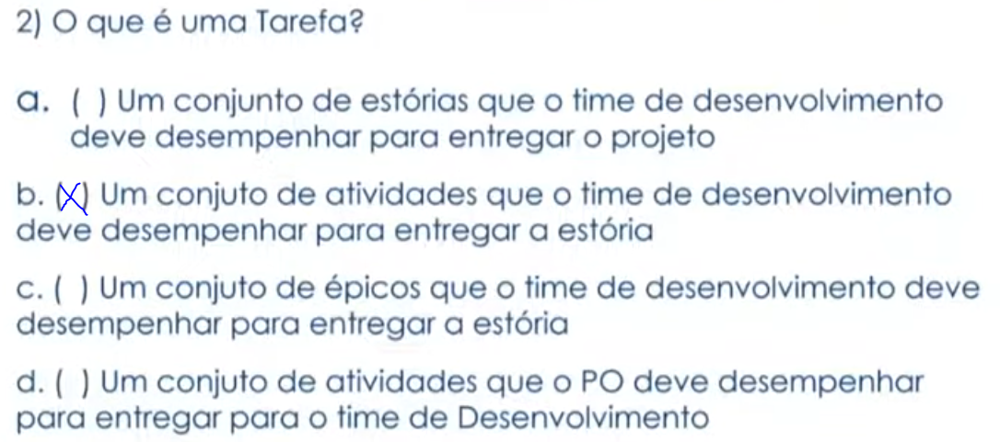 2) O que é uma Tarefa?
a. ( ) Um conjunto de estórias que o time de desenvolvimento
deve desempenhar para entregar o projeto
b. (X) Um conjuto de atividades que o time de desenvolvimento
deve desempenhar para entregar a estória
c. ( ) Um conjuto de épicos que o time de desenvolvimento deve
desempenhar para entregar a estória
d. ( ) Um conjuto de atividades que o PO deve desempenhar
para entregar para o time de Desenvolvimento